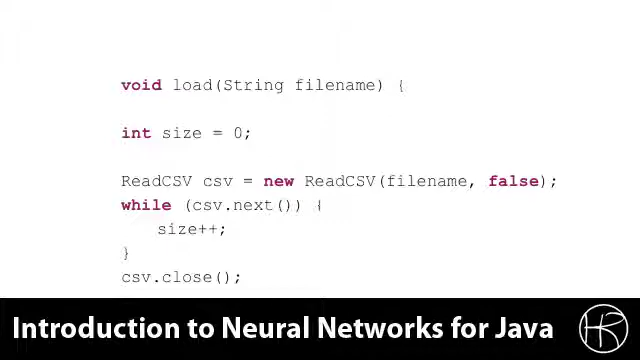 void load(String filename) {
int size = 0;
ReadCSV csv = new ReadCSV(filename, false);
while (csv.next()) {
size++;
}
csv.close();
Introduction to Neural Networks for Java